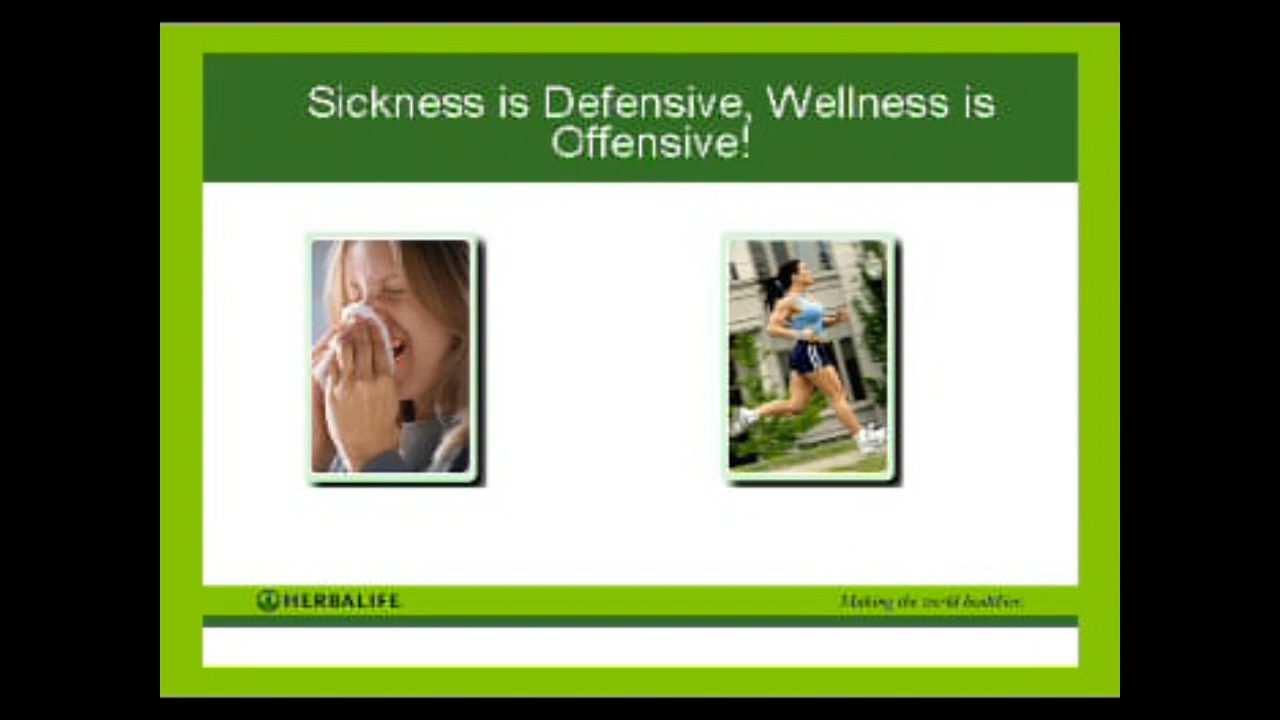 Sickness is Defensive, Wellness is
Offensive!
HERBALIFE
Making the world healthier.